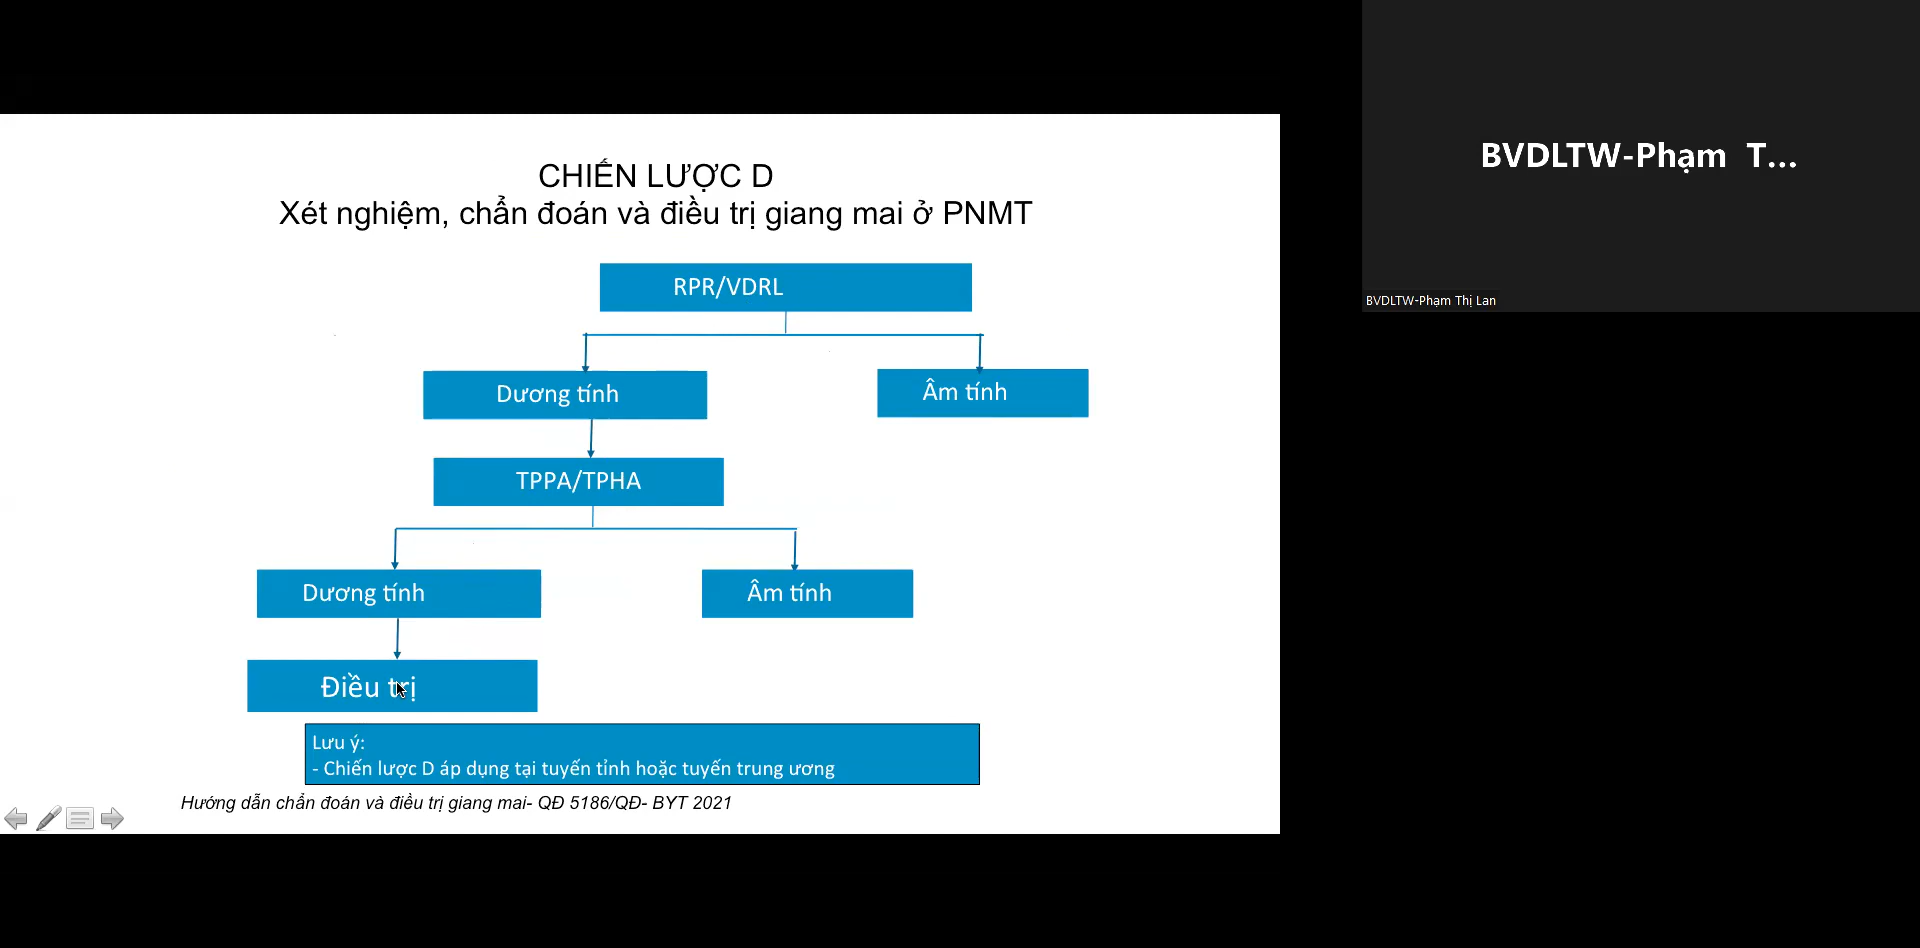 CHIẾN LƯỢC D
Xét nghiệm, chẩn đoán và điều trị giang mai ở PNMT
RPR/VDRL
Dương tính
Âm tính
TPPA/TPHA
Dương tính
Âm tính
Điều trị
Lưu ý:
- Chiến lược D áp dụng tại tuyến tỉnh hoặc tuyến trung ương
Hướng dẫn chẩn đoán và điều trị giang mai- QĐ 5186/QĐ- BYT 2021
BVDLTW-Phạm T...
BVDLTW-Phạm Thị Lan